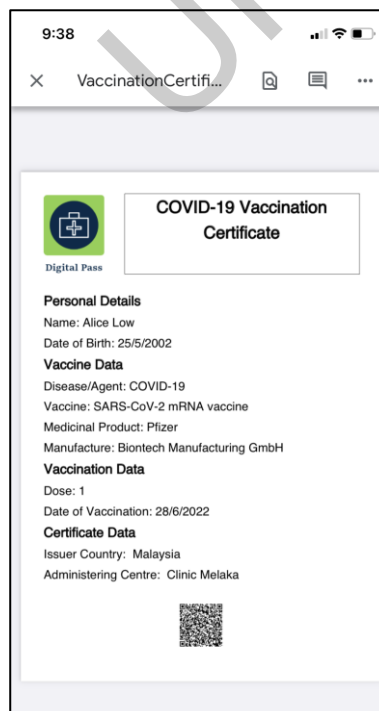 9:38
VaccinationCertifi...
COVID-19 Vaccination
Certificate
Digital Pass
Personal Details
Name: Alice Low
Date of Birth: 25/5/2002
Vaccine Data
Disease/Agent: COVID-19
Vaccine: SARS-CoV-2 mRNA vaccine
Medicinal Product: Pfizer
Manufacture: Biontech Manufacturing GmbH
Vaccination Data
Dose: 1
Date of Vaccination: 28/6/2022
Certificate Data
Issuer Country: Malaysia
Administering Centre: Clinic Melaka